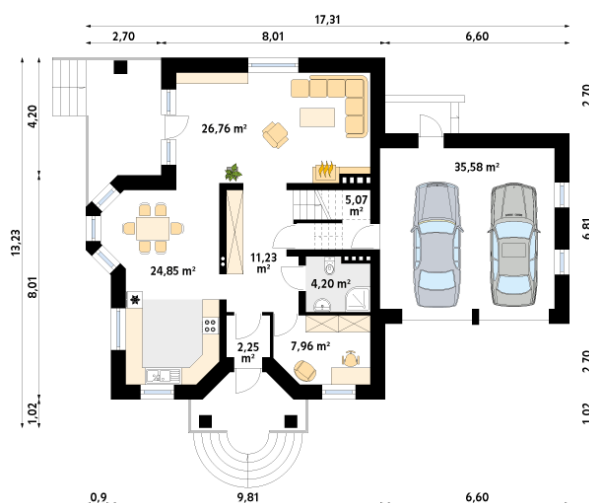 17,31
2,70 8,01 6,60
4,20
2,70
26,76 m²
35,58 m²
5,07
m²
13,23
6,81
8,01
24,85 m²
11,23
m²
4,20 m²
2,25
m²
7,96 m²
2,70
1,02
1,02
0,9 9,81 6,60